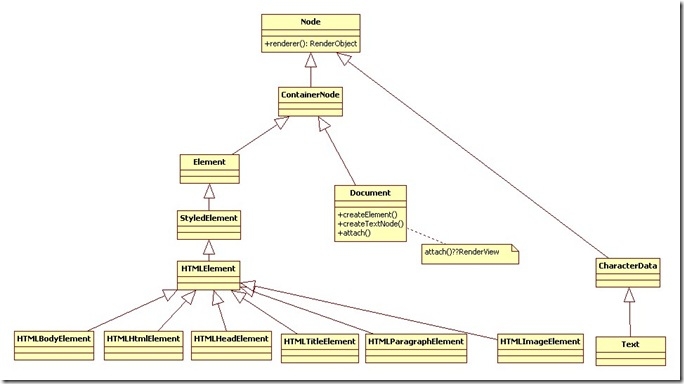 Node
+renderer(): RenderObject
ContainerNode
Element
Document
+createElement()
+createTextNode()
+attach()
StyledElement
attach()??RenderView
HTMLElement
CharacterData
HTMLBodyElement
HTMLHtmlElement
HTMLHeadElement
HTMLTitleElement
HTMLParagraphElement
HTMLImageElement
Text